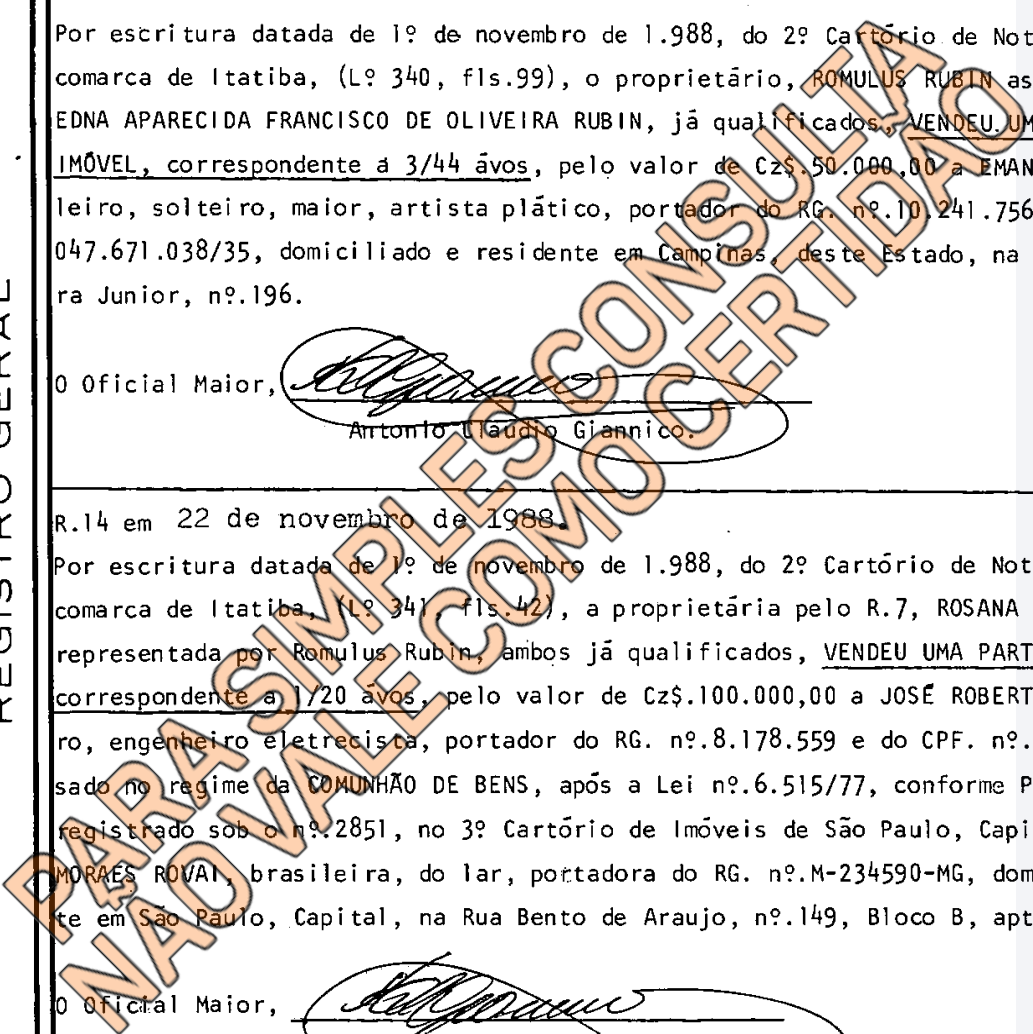 Por escritura datada de 1º de novembro de 1.988, do 2º Cartório de Not
comarca de Itatiba, (Lº 340, fls.99), o proprietário, ROMULUS RUBIN as
EDNA APARECIDA FRANCISCO DE OLIVEIRA RUBIN, já qualificados, VENDEU UM
IMÓVEL, correspondente a 3/44 ávos, pelo valor de Cz$.50.000,00 a EMAN
leiro, solteiro, maior, artista plático, portador do RG. nº.10.241.756
047.671.038/35, domiciliado e residente em Campinas, deste Estado, na
ra Junior, nº.196.
O Oficial Maior,
Antonio Claudio Giannico.
R.14 em 22 de novembro de 1988.
Por escritura datada de 1º de novembro de 1.988, do 2º Cartório de Not
comarca de Itatiba, (Lº 341, fls.42), a proprietária pelo R.7, ROSANA
representada por Romulus Rubin, ambos já qualificados, VENDEU UMA PART
correspondente a 1/20 ávos, pelo valor de Cz$.100.000,00 a JOSÉ ROBERT
ro, engenheiro eletrecista, portador do RG. nº.8.178.559 e do CPF. nº.
sado no regime da COMUNHÃO DE BENS, após a Lei nº.6.515/77, conforme P
registrado sob o nº.2851, no 3º Cartório de Imóveis de São Paulo, Capi
MORAES ROVAI, brasileira, do lar, portadora do RG. nº.M-234590-MG, dom
te em São Paulo, Capital, na Rua Bento de Araujo, nº.149, Bloco B, apt
O Oficial Maior,
REGISTRO GERAL
PARA SIMPLES CONSULTA
NÃO VALE COMO CERTIDÃO